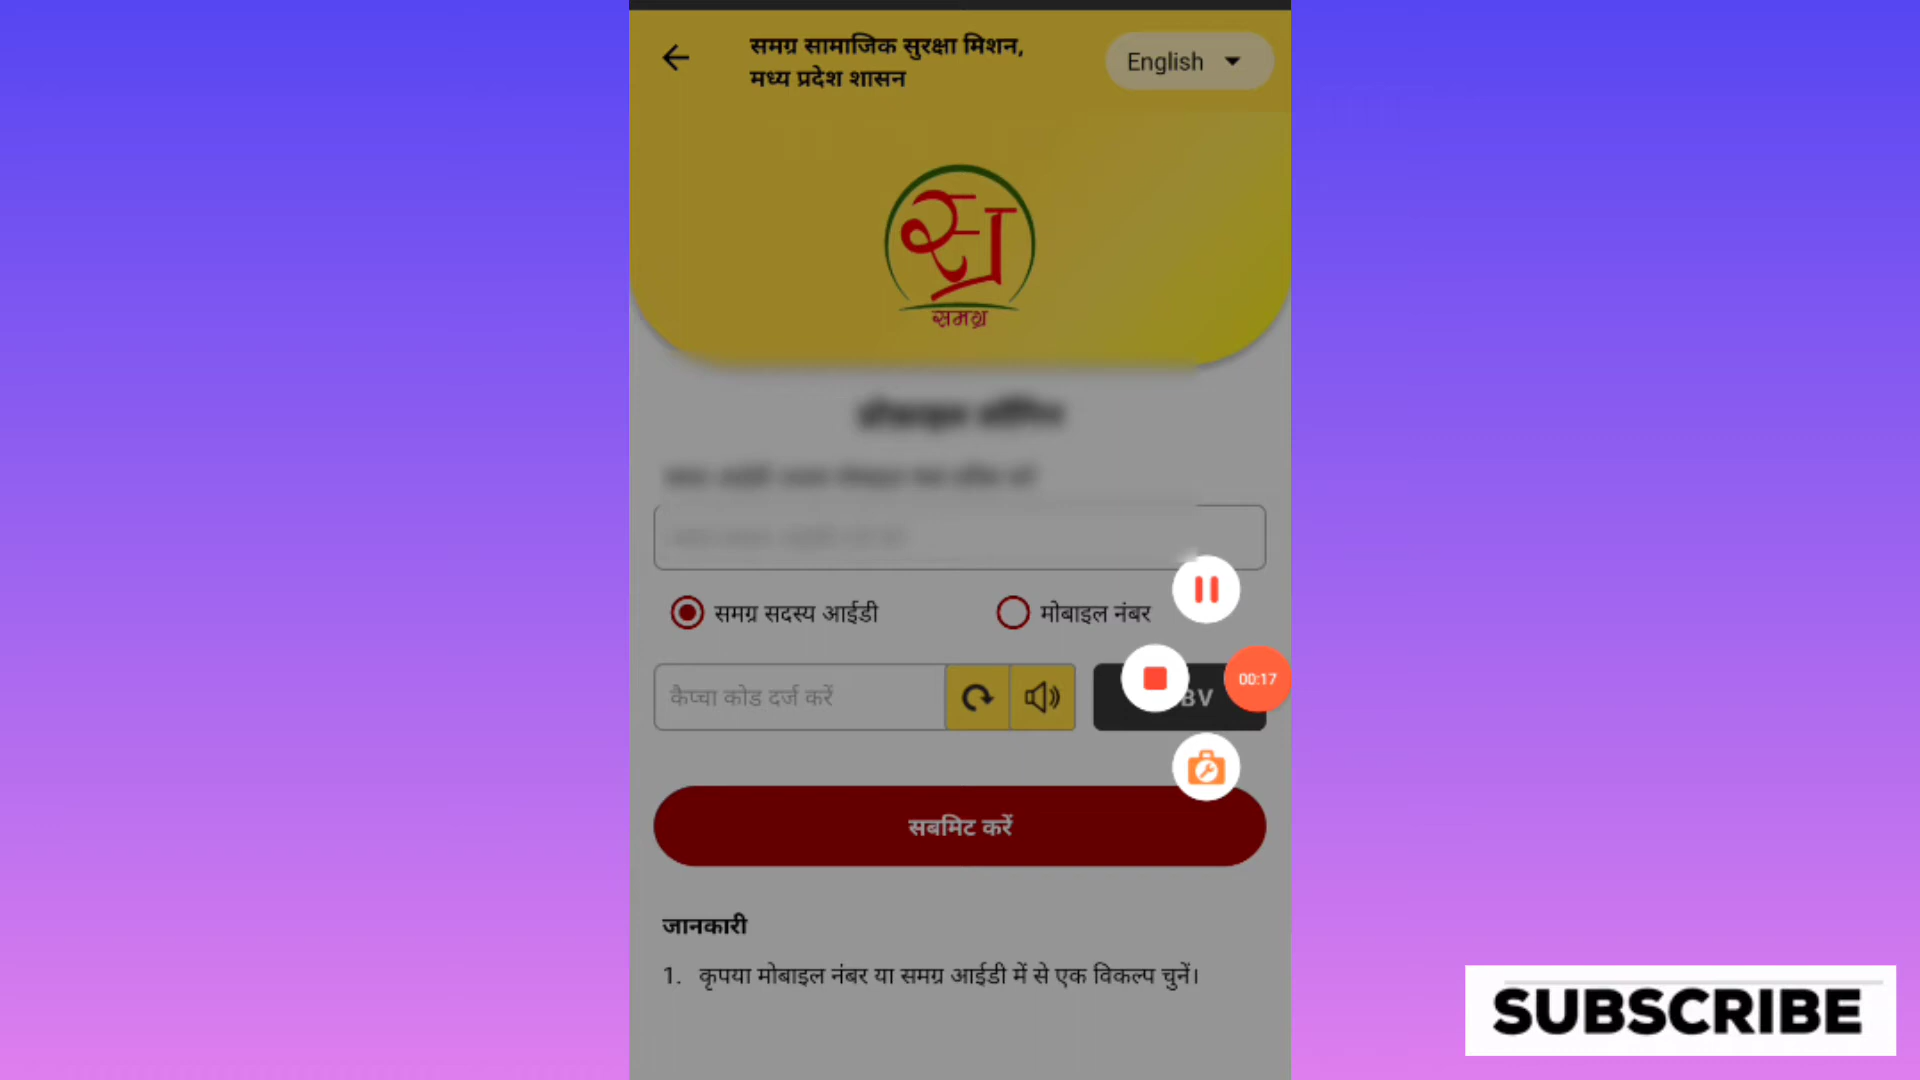 समग्र सामाजिक सुरक्षा मिशन,
मध्य प्रदेश शासन
English
समग्र
समग्र सदस्य आईडी
मोबाइल नंबर
कैप्चा कोड दर्ज करें
BV
00:17
सबमिट करें
जानकारी
1. कृपया मोबाइल नंबर या समग्र आईडी में से एक विकल्प चुनें।
SUBSCRIBE